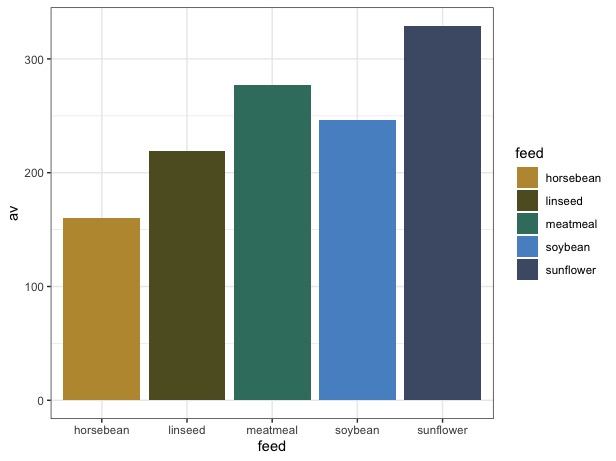 av
300
200
100
0
horsebean linseed meatmeal soybean sunflower
feed
feed
horsebean
linseed
meatmeal
soybean
sunflower